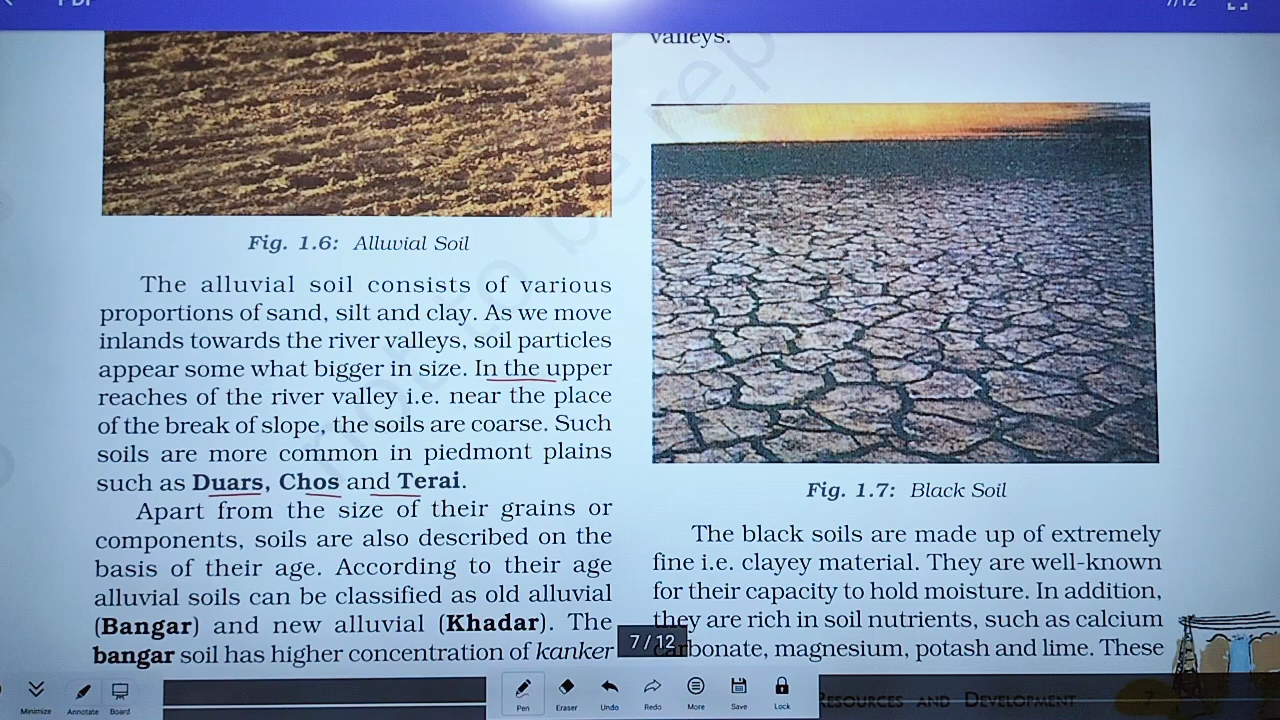 7/12
valleys.
Fig. 1.6: Alluvial Soil
The alluvial soil consists of various
proportions of sand, silt and clay. As we move
inlands towards the river valleys, soil particles
appear some what bigger in size. In the upper
reaches of the river valley i.e. near the place
of the break of slope, the soils are coarse. Such
soils are more common in piedmont plains
such as Duars, Chos and Terai.
Apart from the size of their grains or
components, soils are also described on the
basis of their age. According to their age
alluvial soils can be classified as old alluvial
(Bangar) and new alluvial (Khadar). The
bangar soil has higher concentration of kanker
Fig. 1.7: Black Soil
The black soils are made up of extremely
fine i.e. clayey material. They are well-known
for their capacity to hold moisture. In addition,
they are rich in soil nutrients, such as calcium
carbonate, magnesium, potash and lime. These
7 / 12
Resources and Development 7
Minimize Annotate Board Pen Eraser Undo Redo More Save Lock